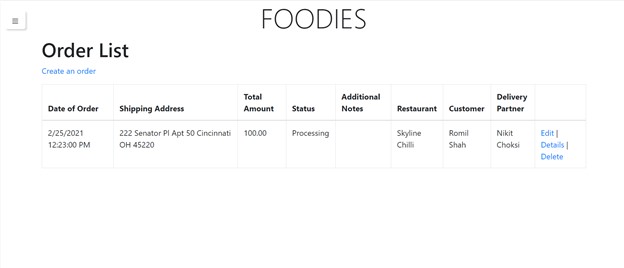 FOODIES
Order List
Create an order
Date of Order Shipping Address Total Amount Status Additional Notes Restaurant Customer Delivery Partner
2/25/2021 12:23:00 PM 222 Senator Pl Apt 50 Cincinnati OH 45220 100.00 Processing Skyline Chilli Romil Shah Nikit Choksi Edit | Details | Delete